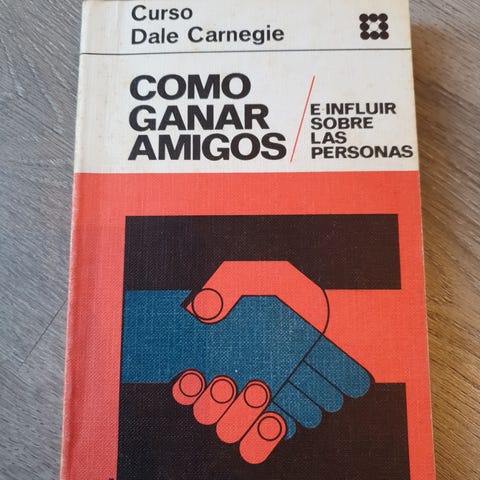 Curso
Dale Carnegie
COMO
GANAR
AMIGOS
E INFLUIR
SOBRE
LAS
PERSONAS